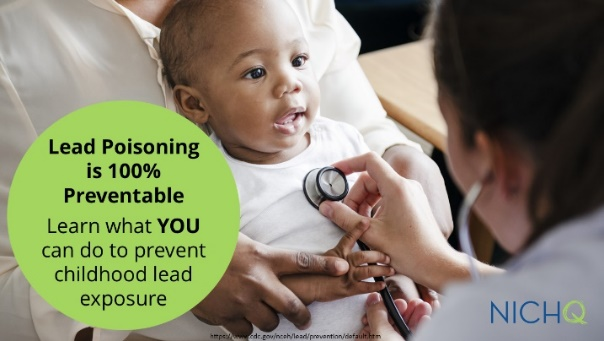 Lead Poisoning
is 100%
Preventable
Learn what YOU
can do to prevent
childhood lead
exposure
NICHQ
https://www.cdc.gov/nceh/lead/prevention/default.htm